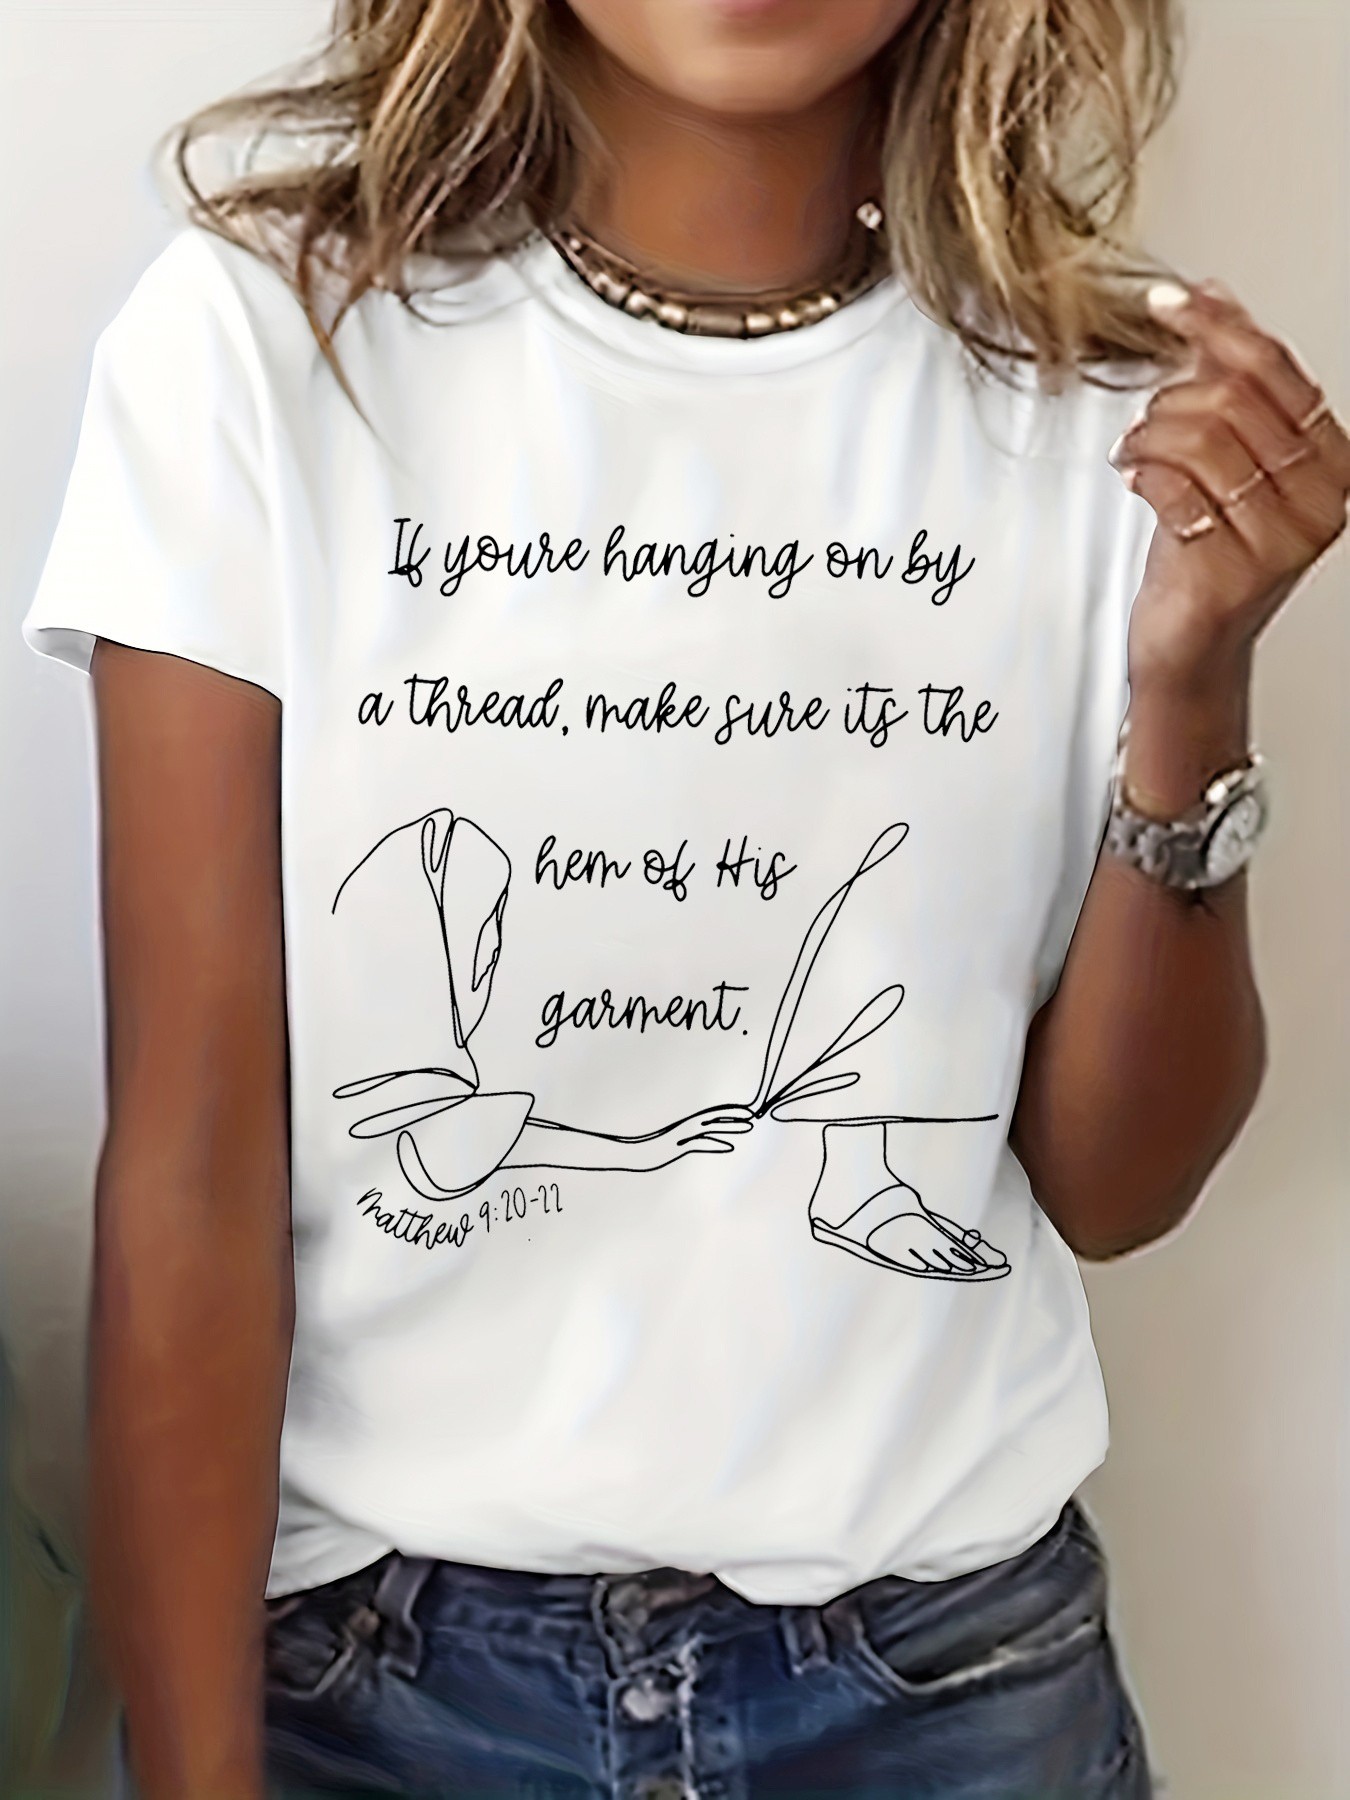 If youre hanging on by
a thread, make sure its the
hem of His
garment.
Matthew 9:20-22